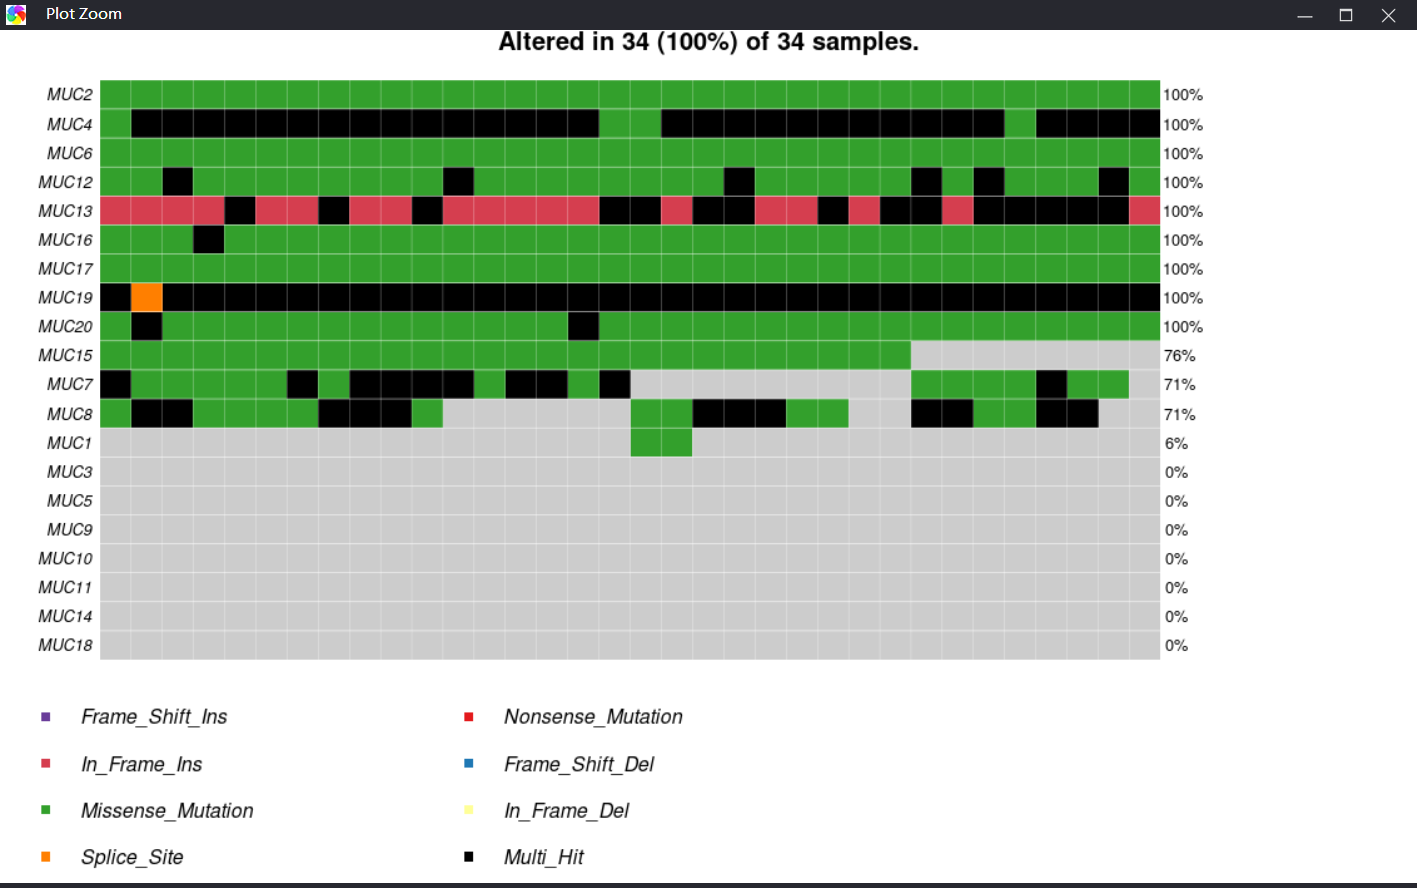 Plot Zoom
Altered in 34 (100%) of 34 samples.
MUC2 100%
MUC4 100%
MUC6 100%
MUC12 100%
MUC13 100%
MUC16 100%
MUC17 100%
MUC19 100%
MUC20 100%
MUC15 76%
MUC7 71%
MUC8 71%
MUC1 6%
MUC3 0%
MUC5 0%
MUC9 0%
MUC10 0%
MUC11 0%
MUC14 0%
MUC18 0%
Frame_Shift_Ins Nonsense_Mutation
In_Frame_Ins Frame_Shift_Del
Missense_Mutation In_Frame_Del
Splice_Site Multi_Hit